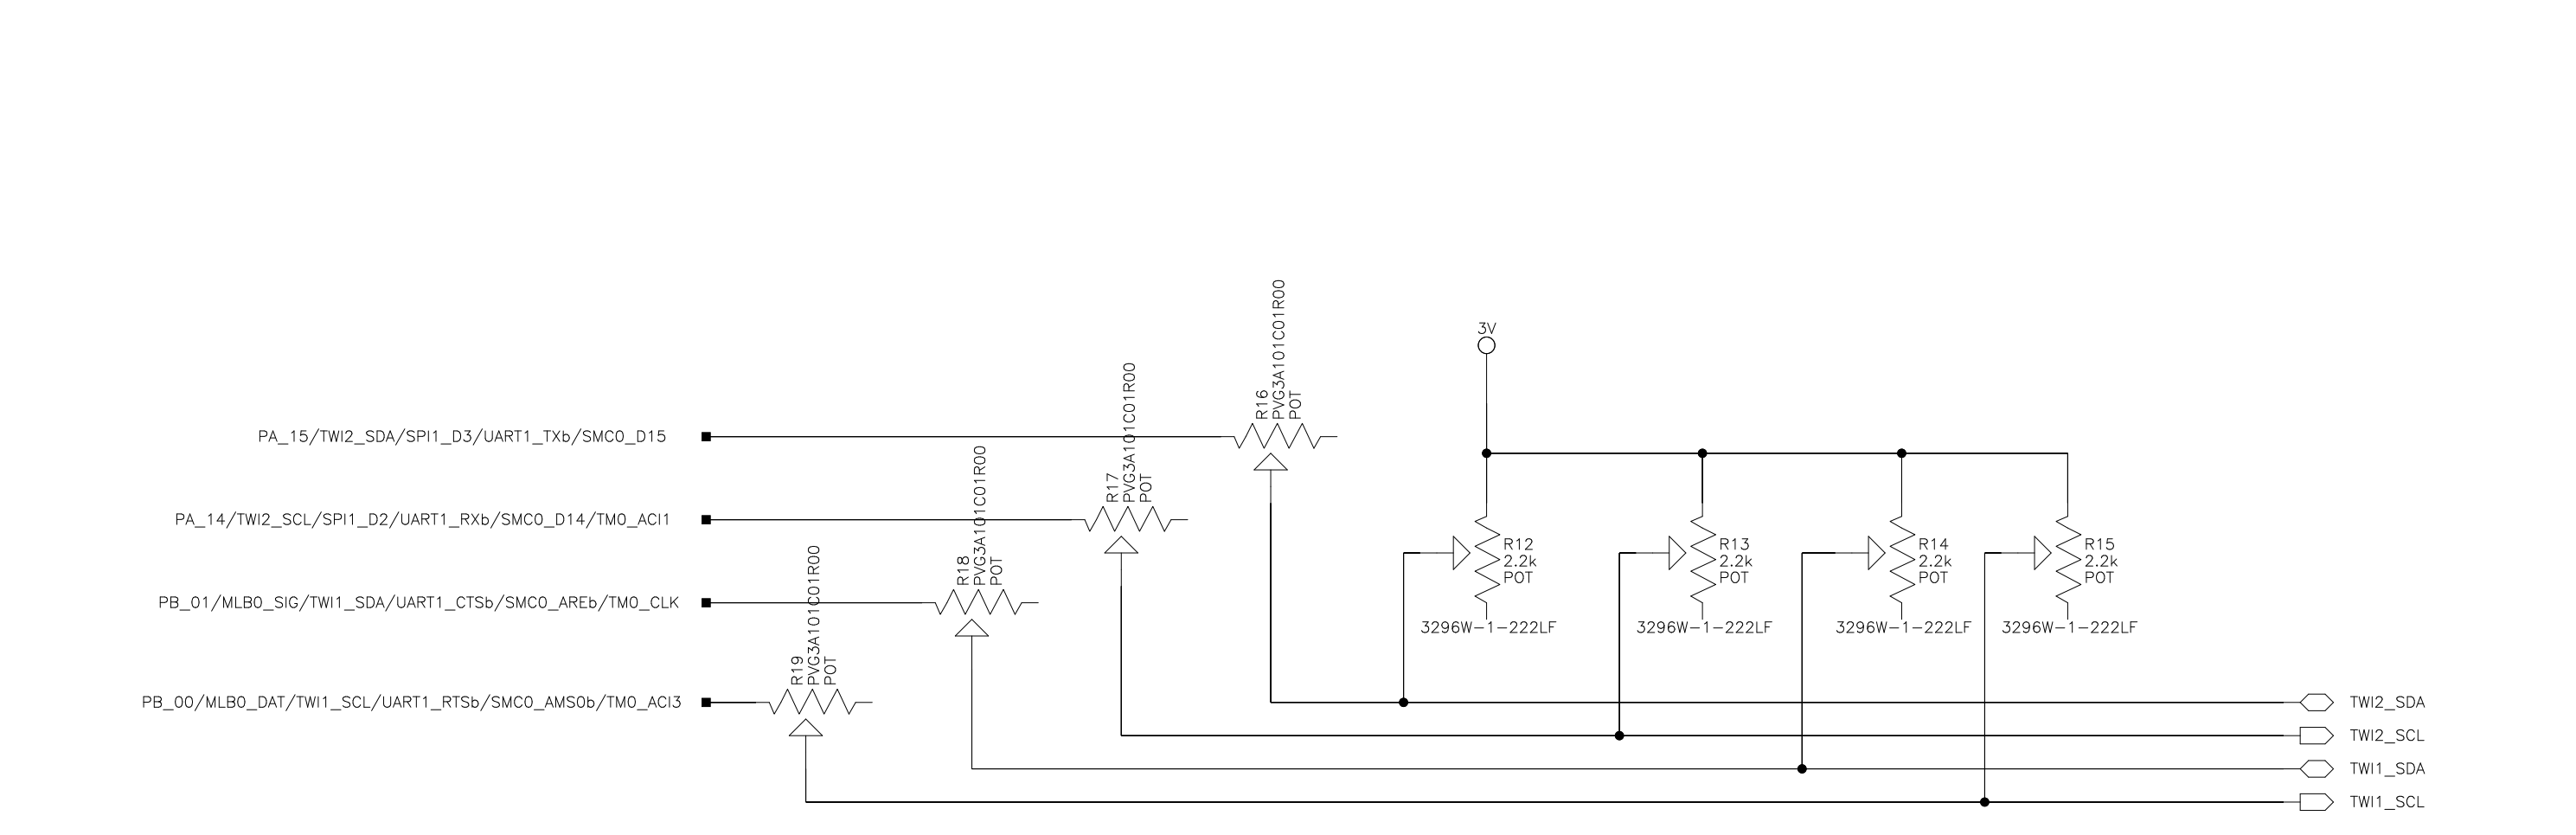 3V
R16
PVG3A101C01R00
POT
PA_15/TWI2_SDA/SPI1_D3/UART1_TXb/SMC0_D15
R17
PVG3A101C01R00
POT
PA_14/TWI2_SCL/SPI1_D2/UART1_RXb/SMC0_D14/TM0_ACI1
R18
PVG3A101C01R00
POT
PB_01/MLB0_SIG/TWI1_SDA/UART1_CTSb/SMC0_AREb/TM0_CLK
R19
PVG3A101C01R00
POT
PB_00/MLB0_DAT/TWI1_SCL/UART1_RTSb/SMC0_AMS0b/TM0_ACI3
R12
2.2k
POT
3296W-1-222LF
R13
2.2k
POT
3296W-1-222LF
R14
2.2k
POT
3296W-1-222LF
R15
2.2k
POT
3296W-1-222LF
TWI2_SDA
TWI2_SCL
TWI1_SDA
TWI1_SCL